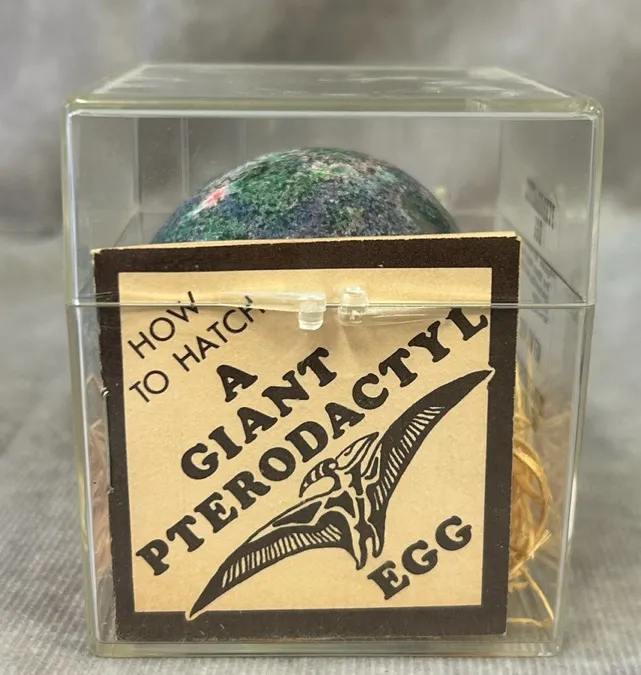 HOW
TO HATCH
A
GIANT
PTERODACTYL
EGG